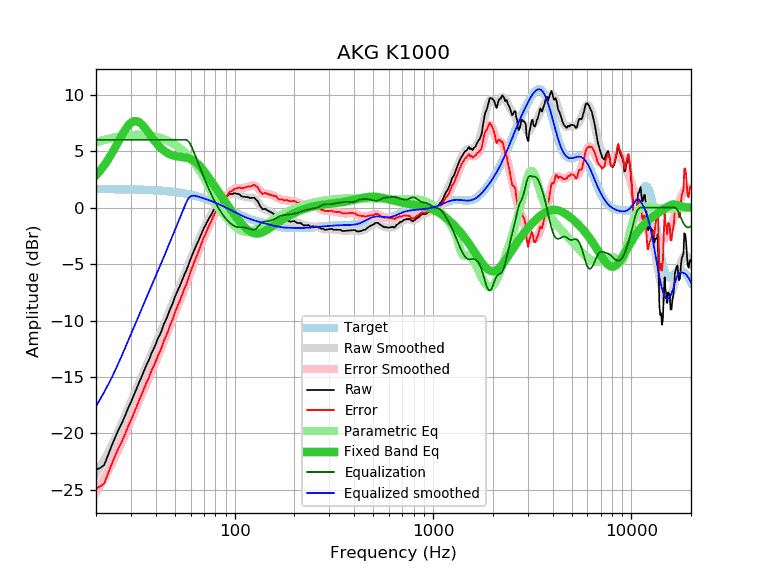 AKG K1000
Amplitude (dBr)
10
5
0
−5
−10
−15
−20
−25
Target
Raw Smoothed
Error Smoothed
Raw
Error
Parametric Eq
Fixed Band Eq
Equalization
Equalized smoothed
100
1000
10000
Frequency (Hz)